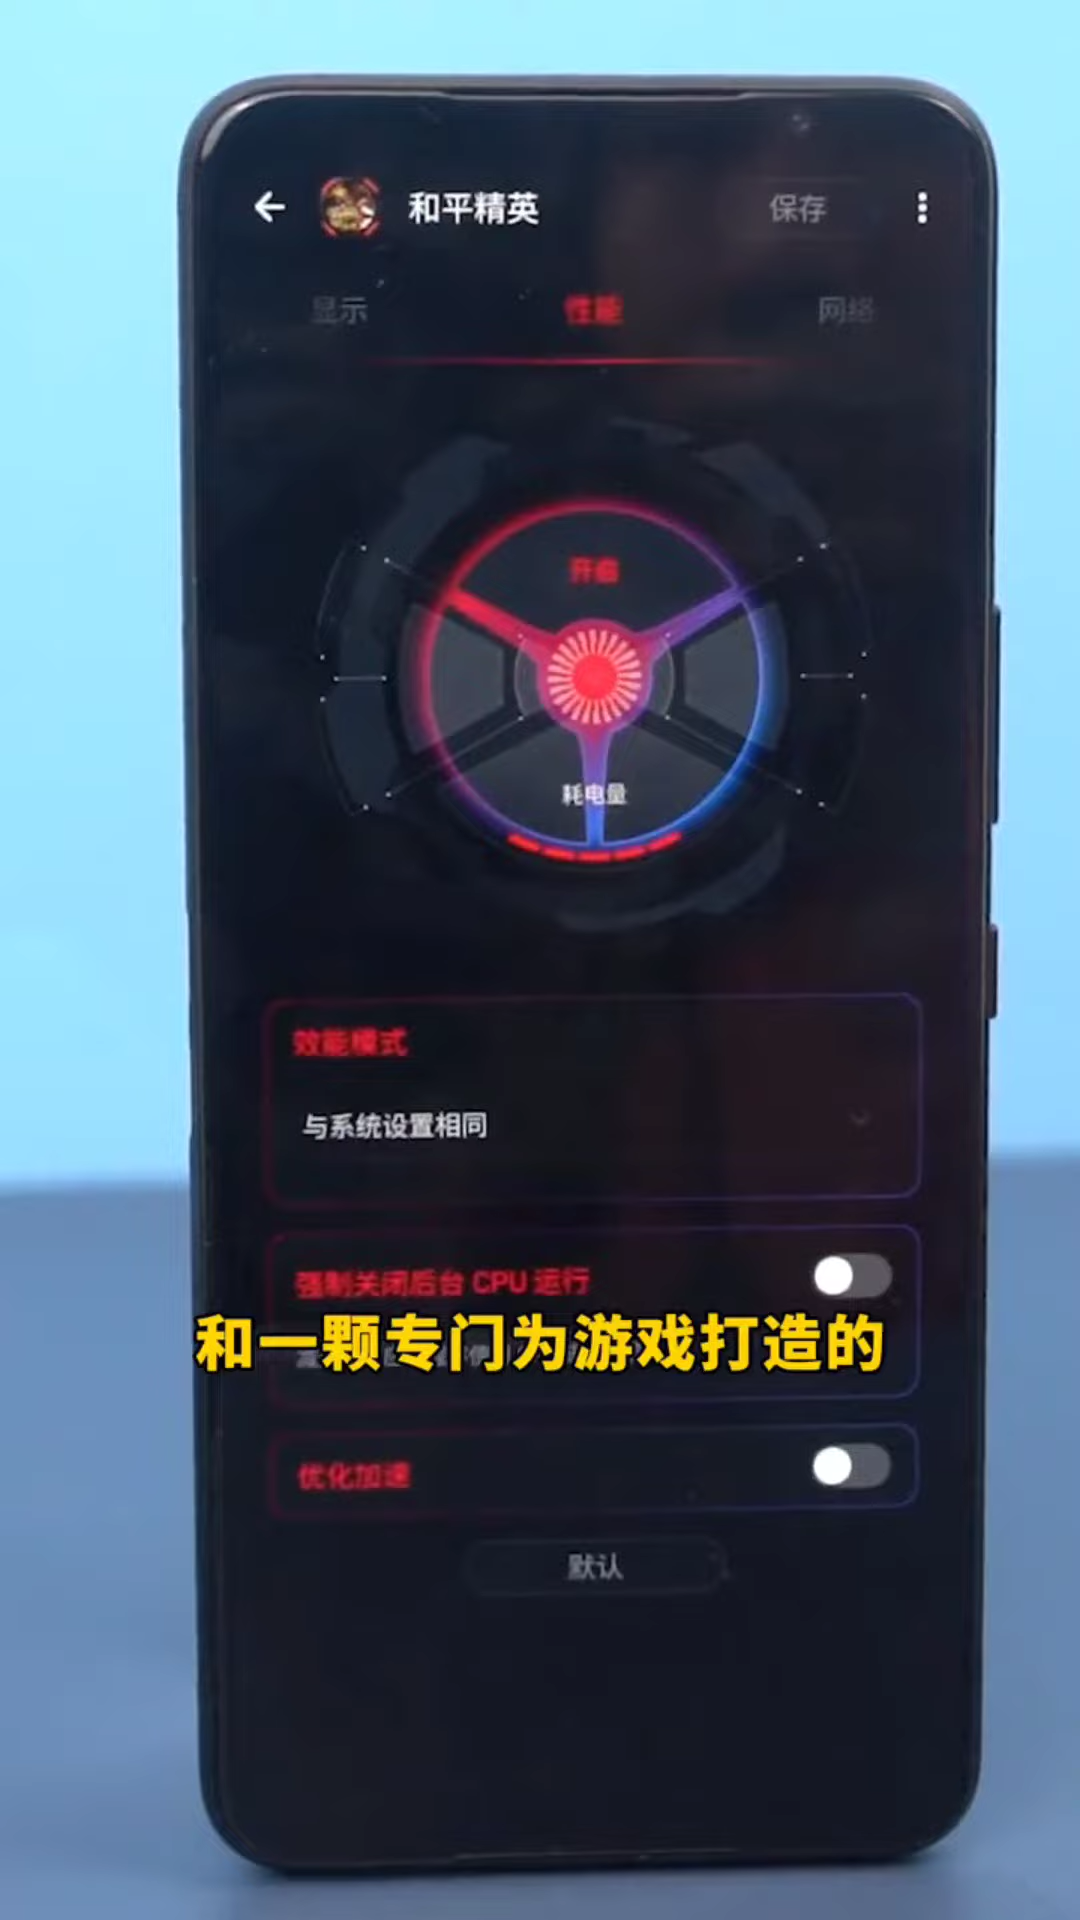 和平精英
保存
显示
性能
网络
开启
耗电量
效能模式
与系统设置相同
强制关闭后台 CPU 运行
和一颗专门为游戏打造的
优化加速
默认